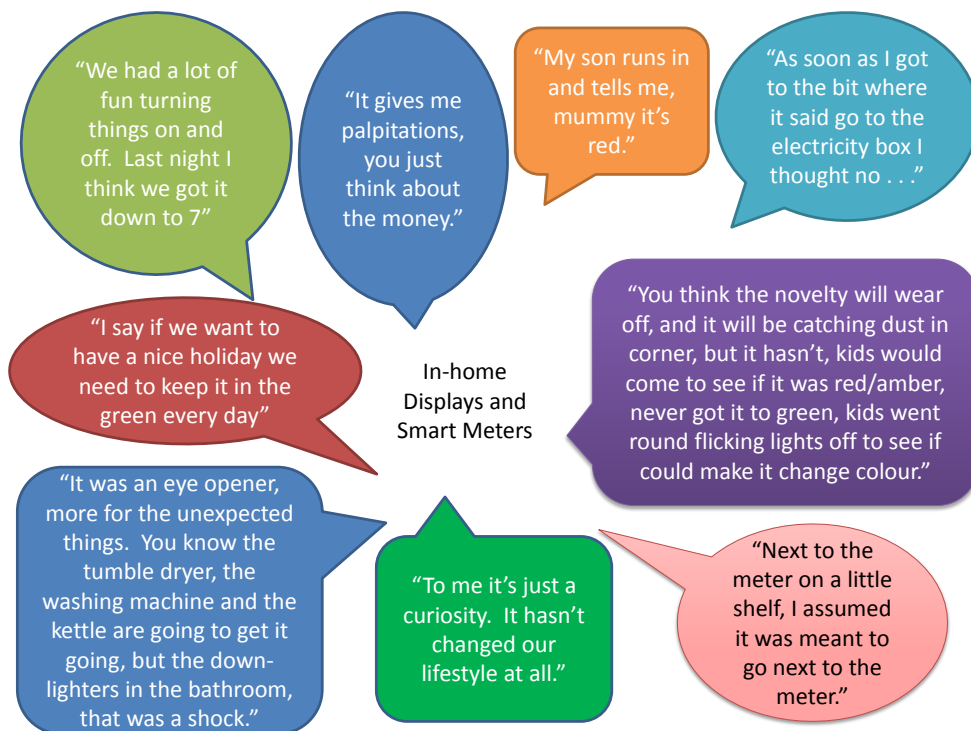 “We had a lot of
fun turning
things on and
off.  Last night I
think we got it
down to 7”
“It gives me
palpitations,
you just
think about
the money.”
“My son runs in
and tells me,
mummy it’s
red.”
“As soon as I got
to the bit where
it said go to the
electricity box I
thought no . . .”
“I say if we want to
have a nice holiday we
need to keep it in the
green every day”
In-home
Displays and
Smart Meters
“You think the novelty will wear
off, and it will be catching dust in
corner, but it hasn’t, kids would
come to see if it was red/amber,
never got it to green, kids went
round flicking lights off to see if
could make it change colour.”
“It was an eye opener,
more for the unexpected
things.  You know the
tumble dryer, the
washing machine and the
kettle are going to get it
going, but the down-
lighters in the bathroom,
that was a shock.”
“To me it’s just a
curiosity.  It hasn’t
changed our
lifestyle at all.”
“Next to the
meter on a little
shelf, I assumed
it was meant to
go next to the
meter.”